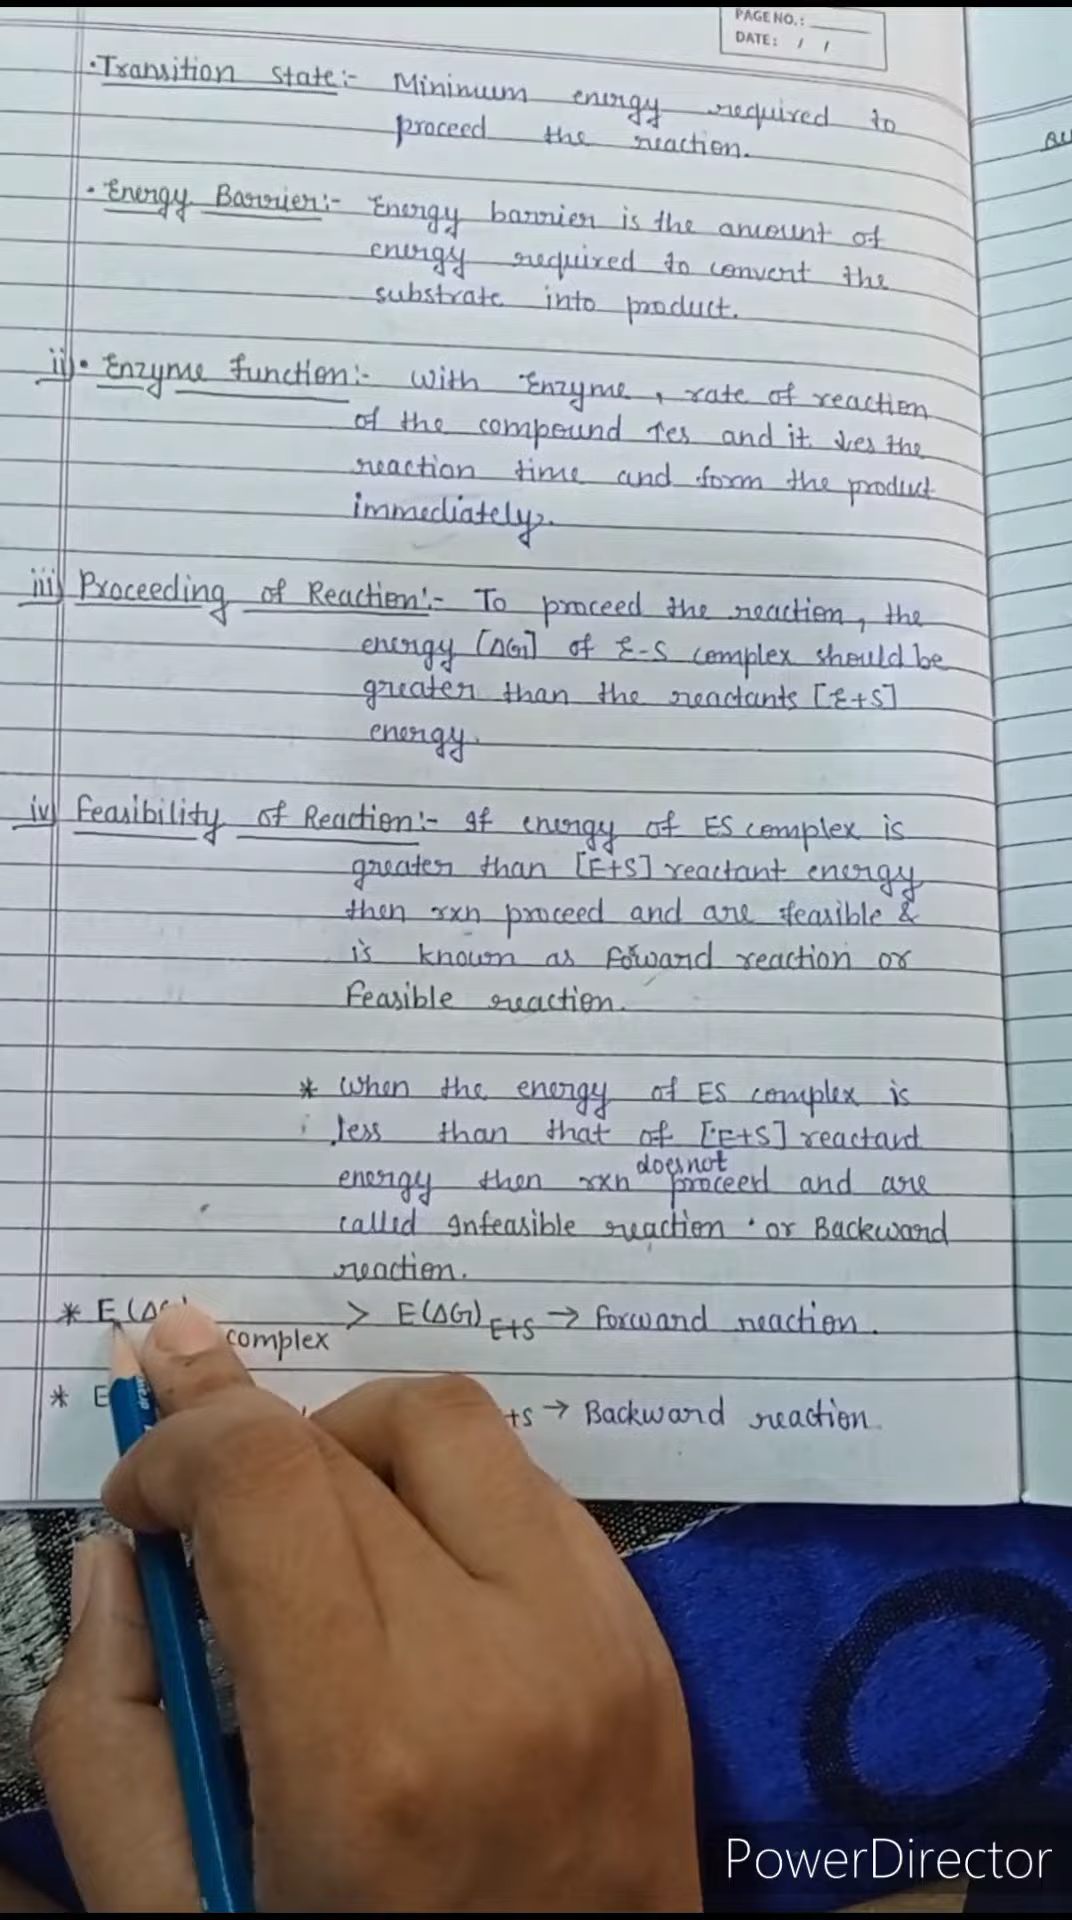 PAGE NO.:
DATE: / /
• Transition state:- Minimum energy required to
proceed the reaction.
• Energy Barrier:- Energy barrier is the amount of
energy required to convert the
substrate into product.
ii) • Enzyme function:- With Enzyme, rate of reaction
of the compound ↑es and it ↓es the
reaction time and form the product
immediately.
iii) Proceeding of Reaction:- To proceed the reaction, the
energy [ΔG] of E-S complex should be
greater than the reactants [E+S]
energy.
iv) Feasibility of Reaction:- If energy of ES complex is
greater than [E+S] reactant energy
then rxn proceed and are feasible &
is known as foward reaction or
Feasible reaction.
* When the energy of ES complex is
less than that of [E+S] reactant
energy then rxn does not proceed and are
called Infeasible reaction or Backward
reaction.
* E(ΔG) complex > E(ΔG) E+S → Forward reaction.
* E +S → Backward reaction.
PowerDirector